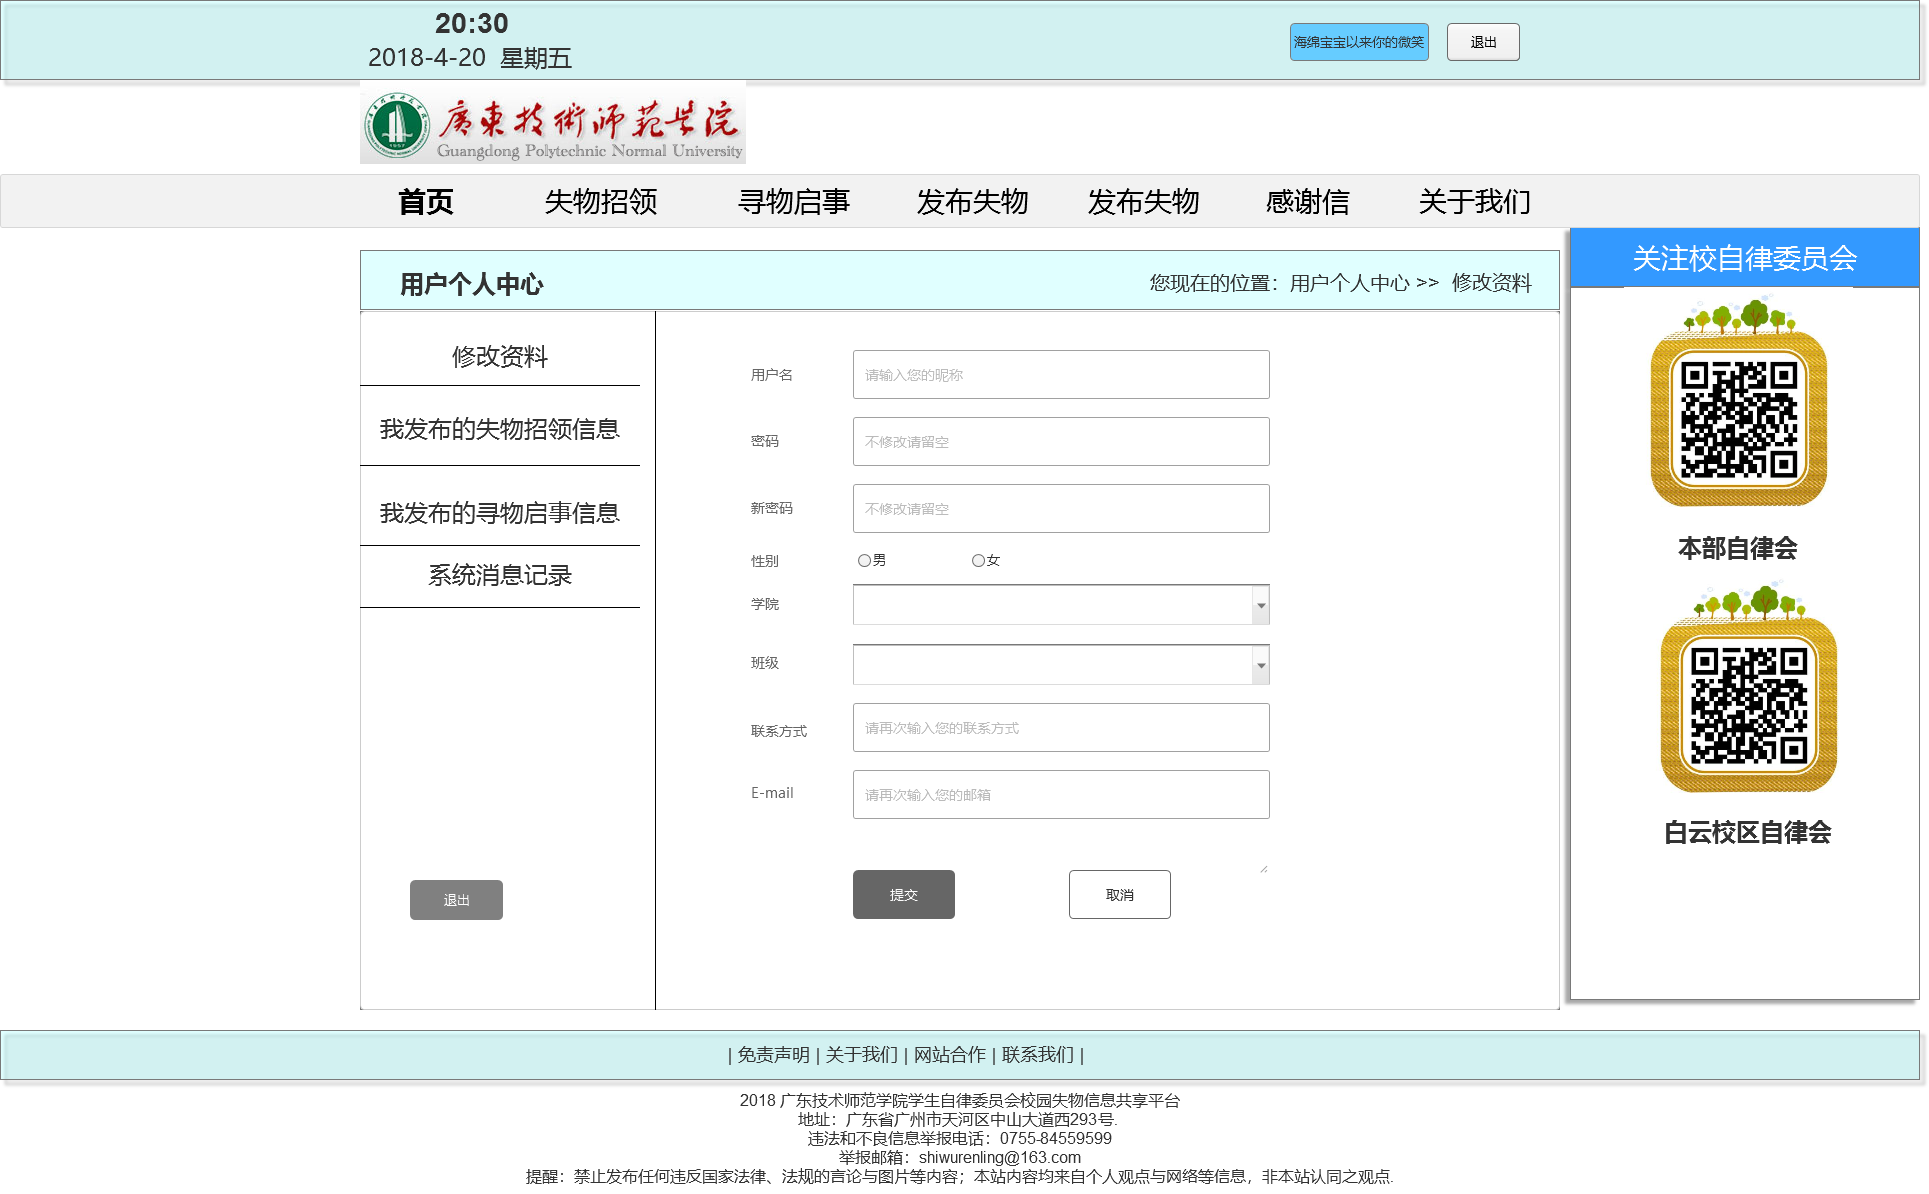 20:30
2018-4-20 星期五
海绵宝宝以来你的微笑
退出
廣東技術師范学院
Guangdong Polytechnic Normal University
首页 失物招领 寻物启事 发布失物 发布失物 感谢信 关于我们
关注校自律委员会
用户个人中心
您现在的位置：用户个人中心 >> 修改资料
修改资料
我发布的失物招领信息
我发布的寻物启事信息
系统消息记录
退出
用户名 请输入您的昵称
密码 不修改请留空
新密码 不修改请留空
性别 男 女
学院
班级
联系方式 请再次输入您的联系方式
E-mail 请再次输入您的邮箱
提交 取消
本部自律会
白云校区自律会
| 免责声明 | 关于我们 | 网站合作 | 联系我们 |
2018 广东技术师范学院学生自律委员会校园失物信息共享平台
地址：广东省广州市天河区中山大道西293号.
违法和不良信息举报电话：0755-84559599
举报邮箱：shiwurenling@163.com
提醒：禁止发布任何违反国家法律、法规的言论与图片等内容；本站内容均来自个人观点与网络等信息，非本站认同之观点.